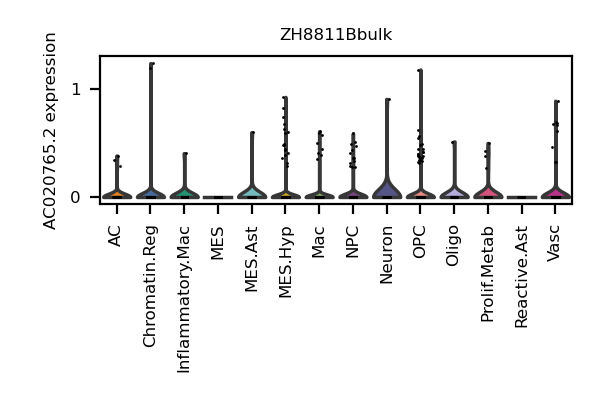 ZH8811Bbulk
AC020765.2 expression
1
0
AC
Chromatin.Reg
Inflammatory.Mac
MES
MES.Ast
MES.Hyp
Mac
NPC
Neuron
OPC
Oligo
Prolif.Metab
Reactive.Ast
Vasc